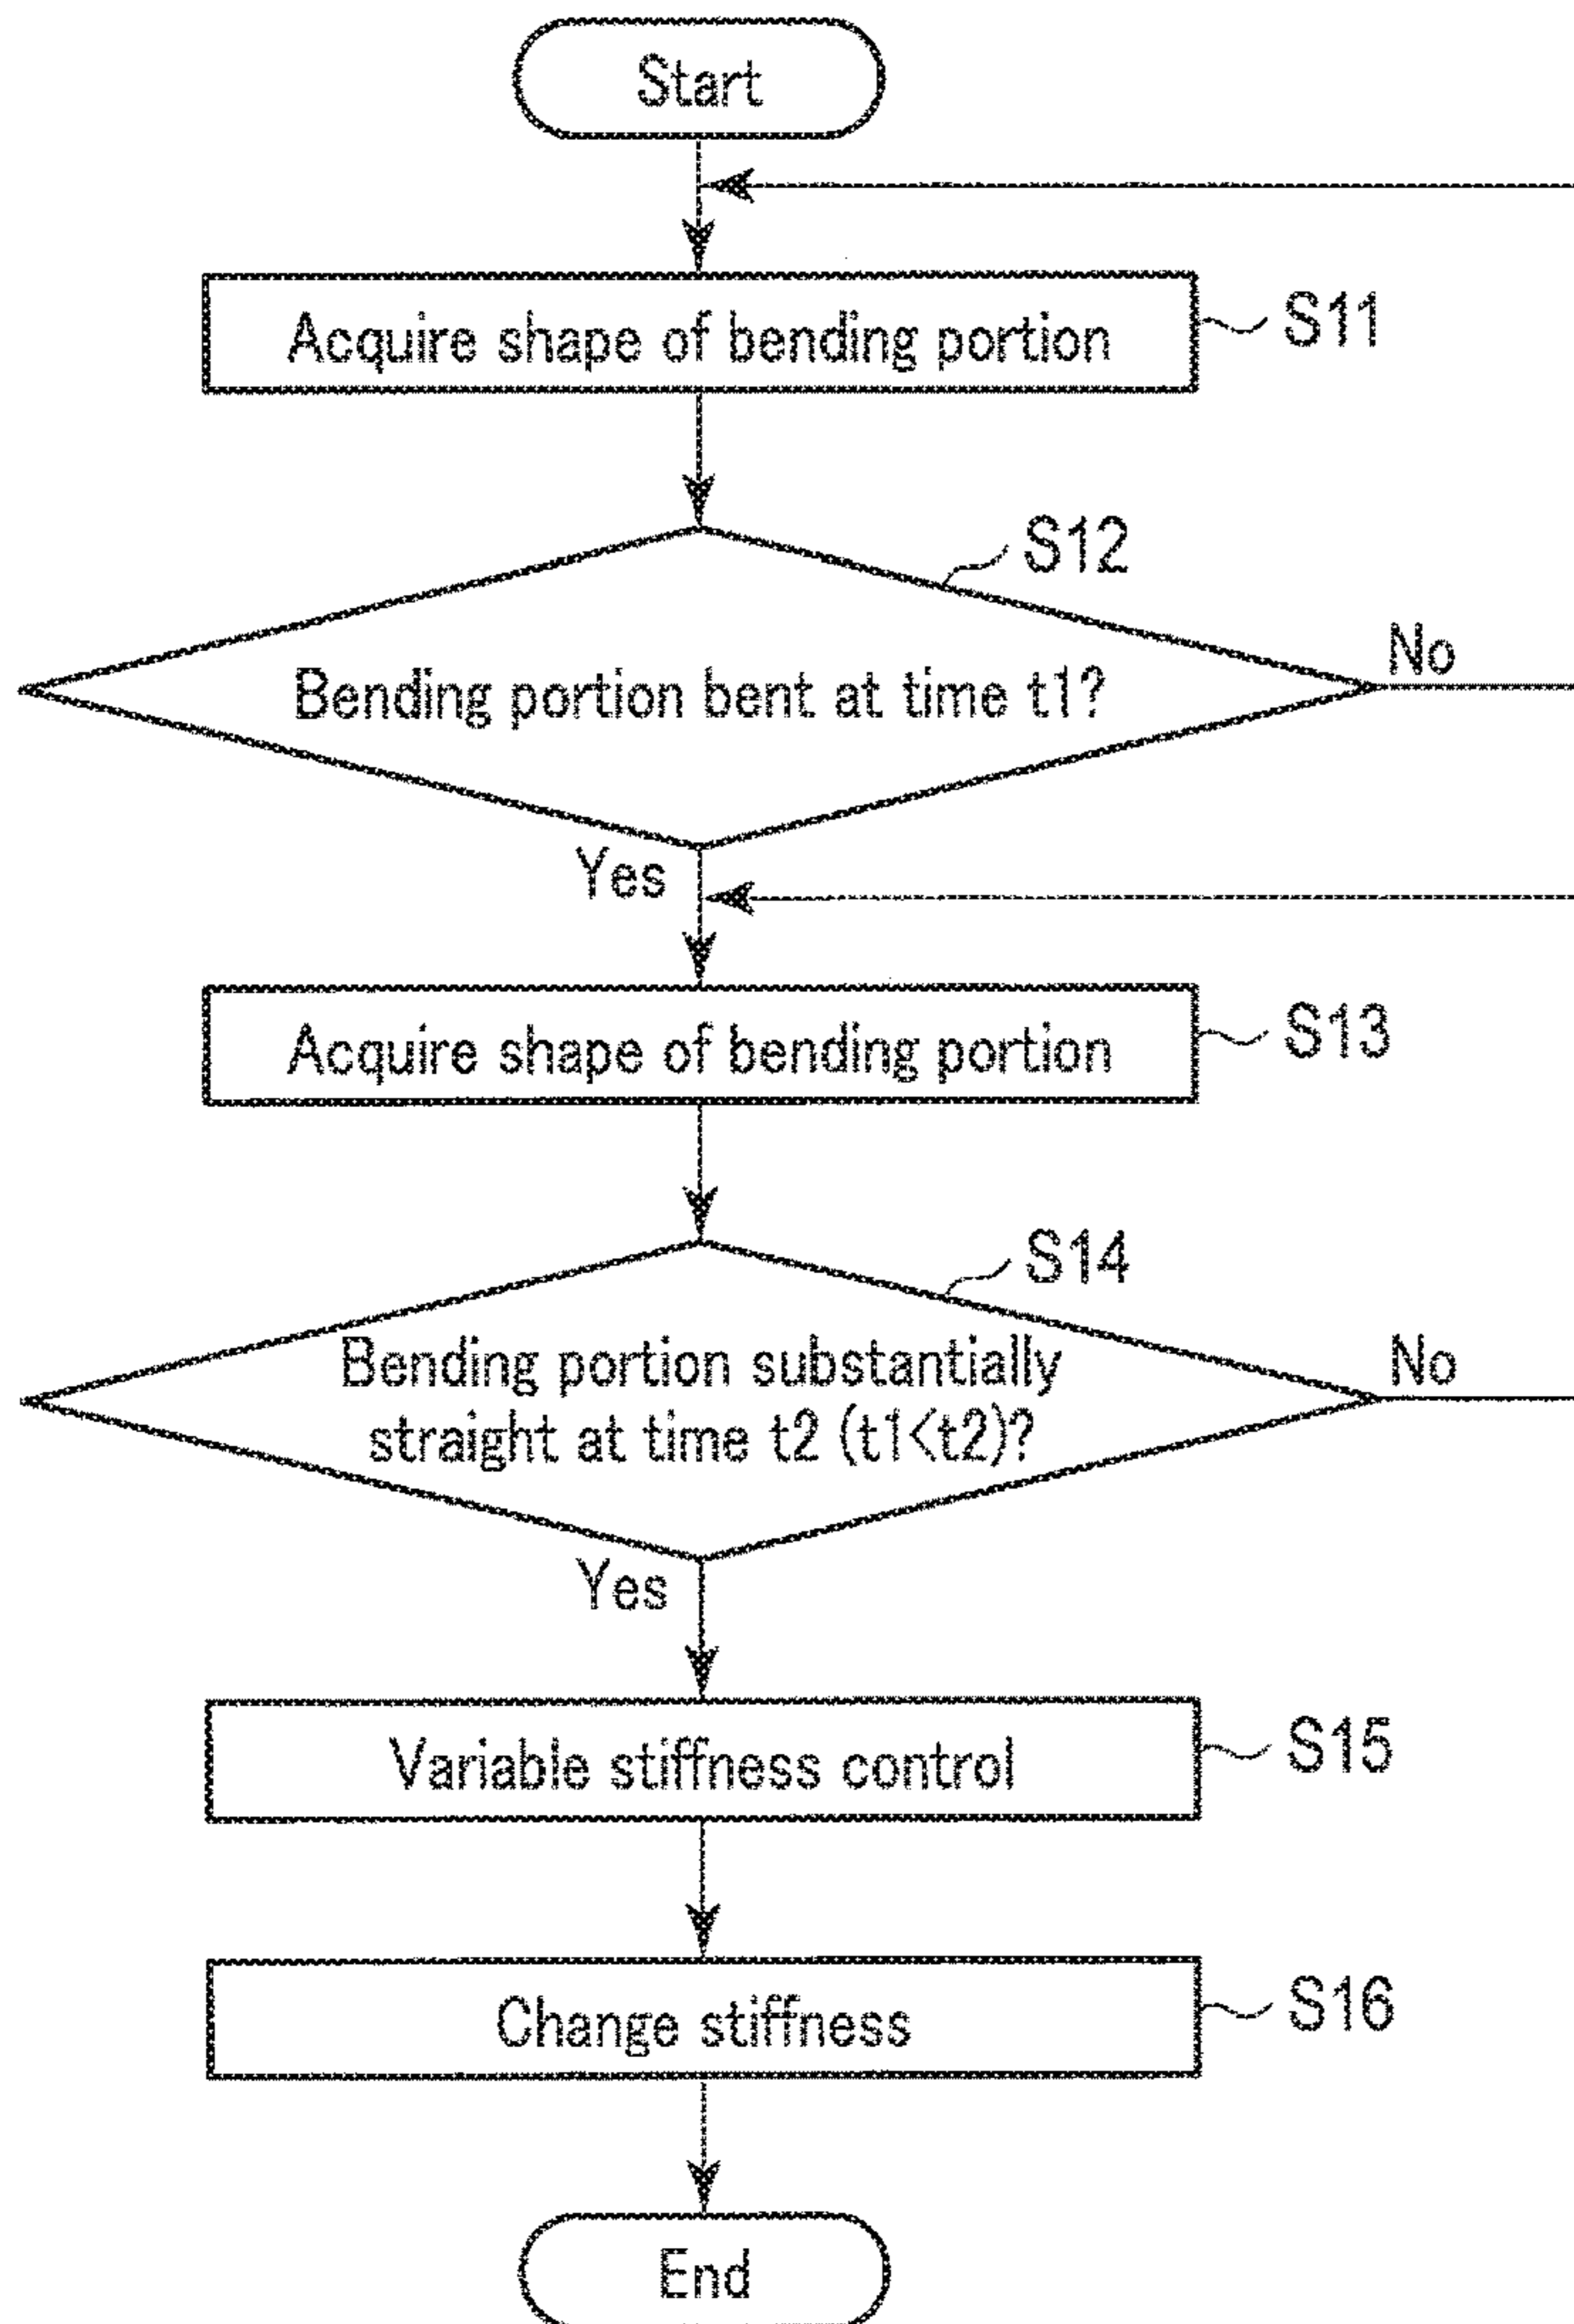 Start
Acquire shape of bending portion
S11
S12
Bending portion bent at time t1?
No
Yes
Acquire shape of bending portion
S13
S14
Bending portion substantially
straight at time t2 (t1<t2)?
No
Yes
Variable stiffness control
S15
Change stiffness
S16
End